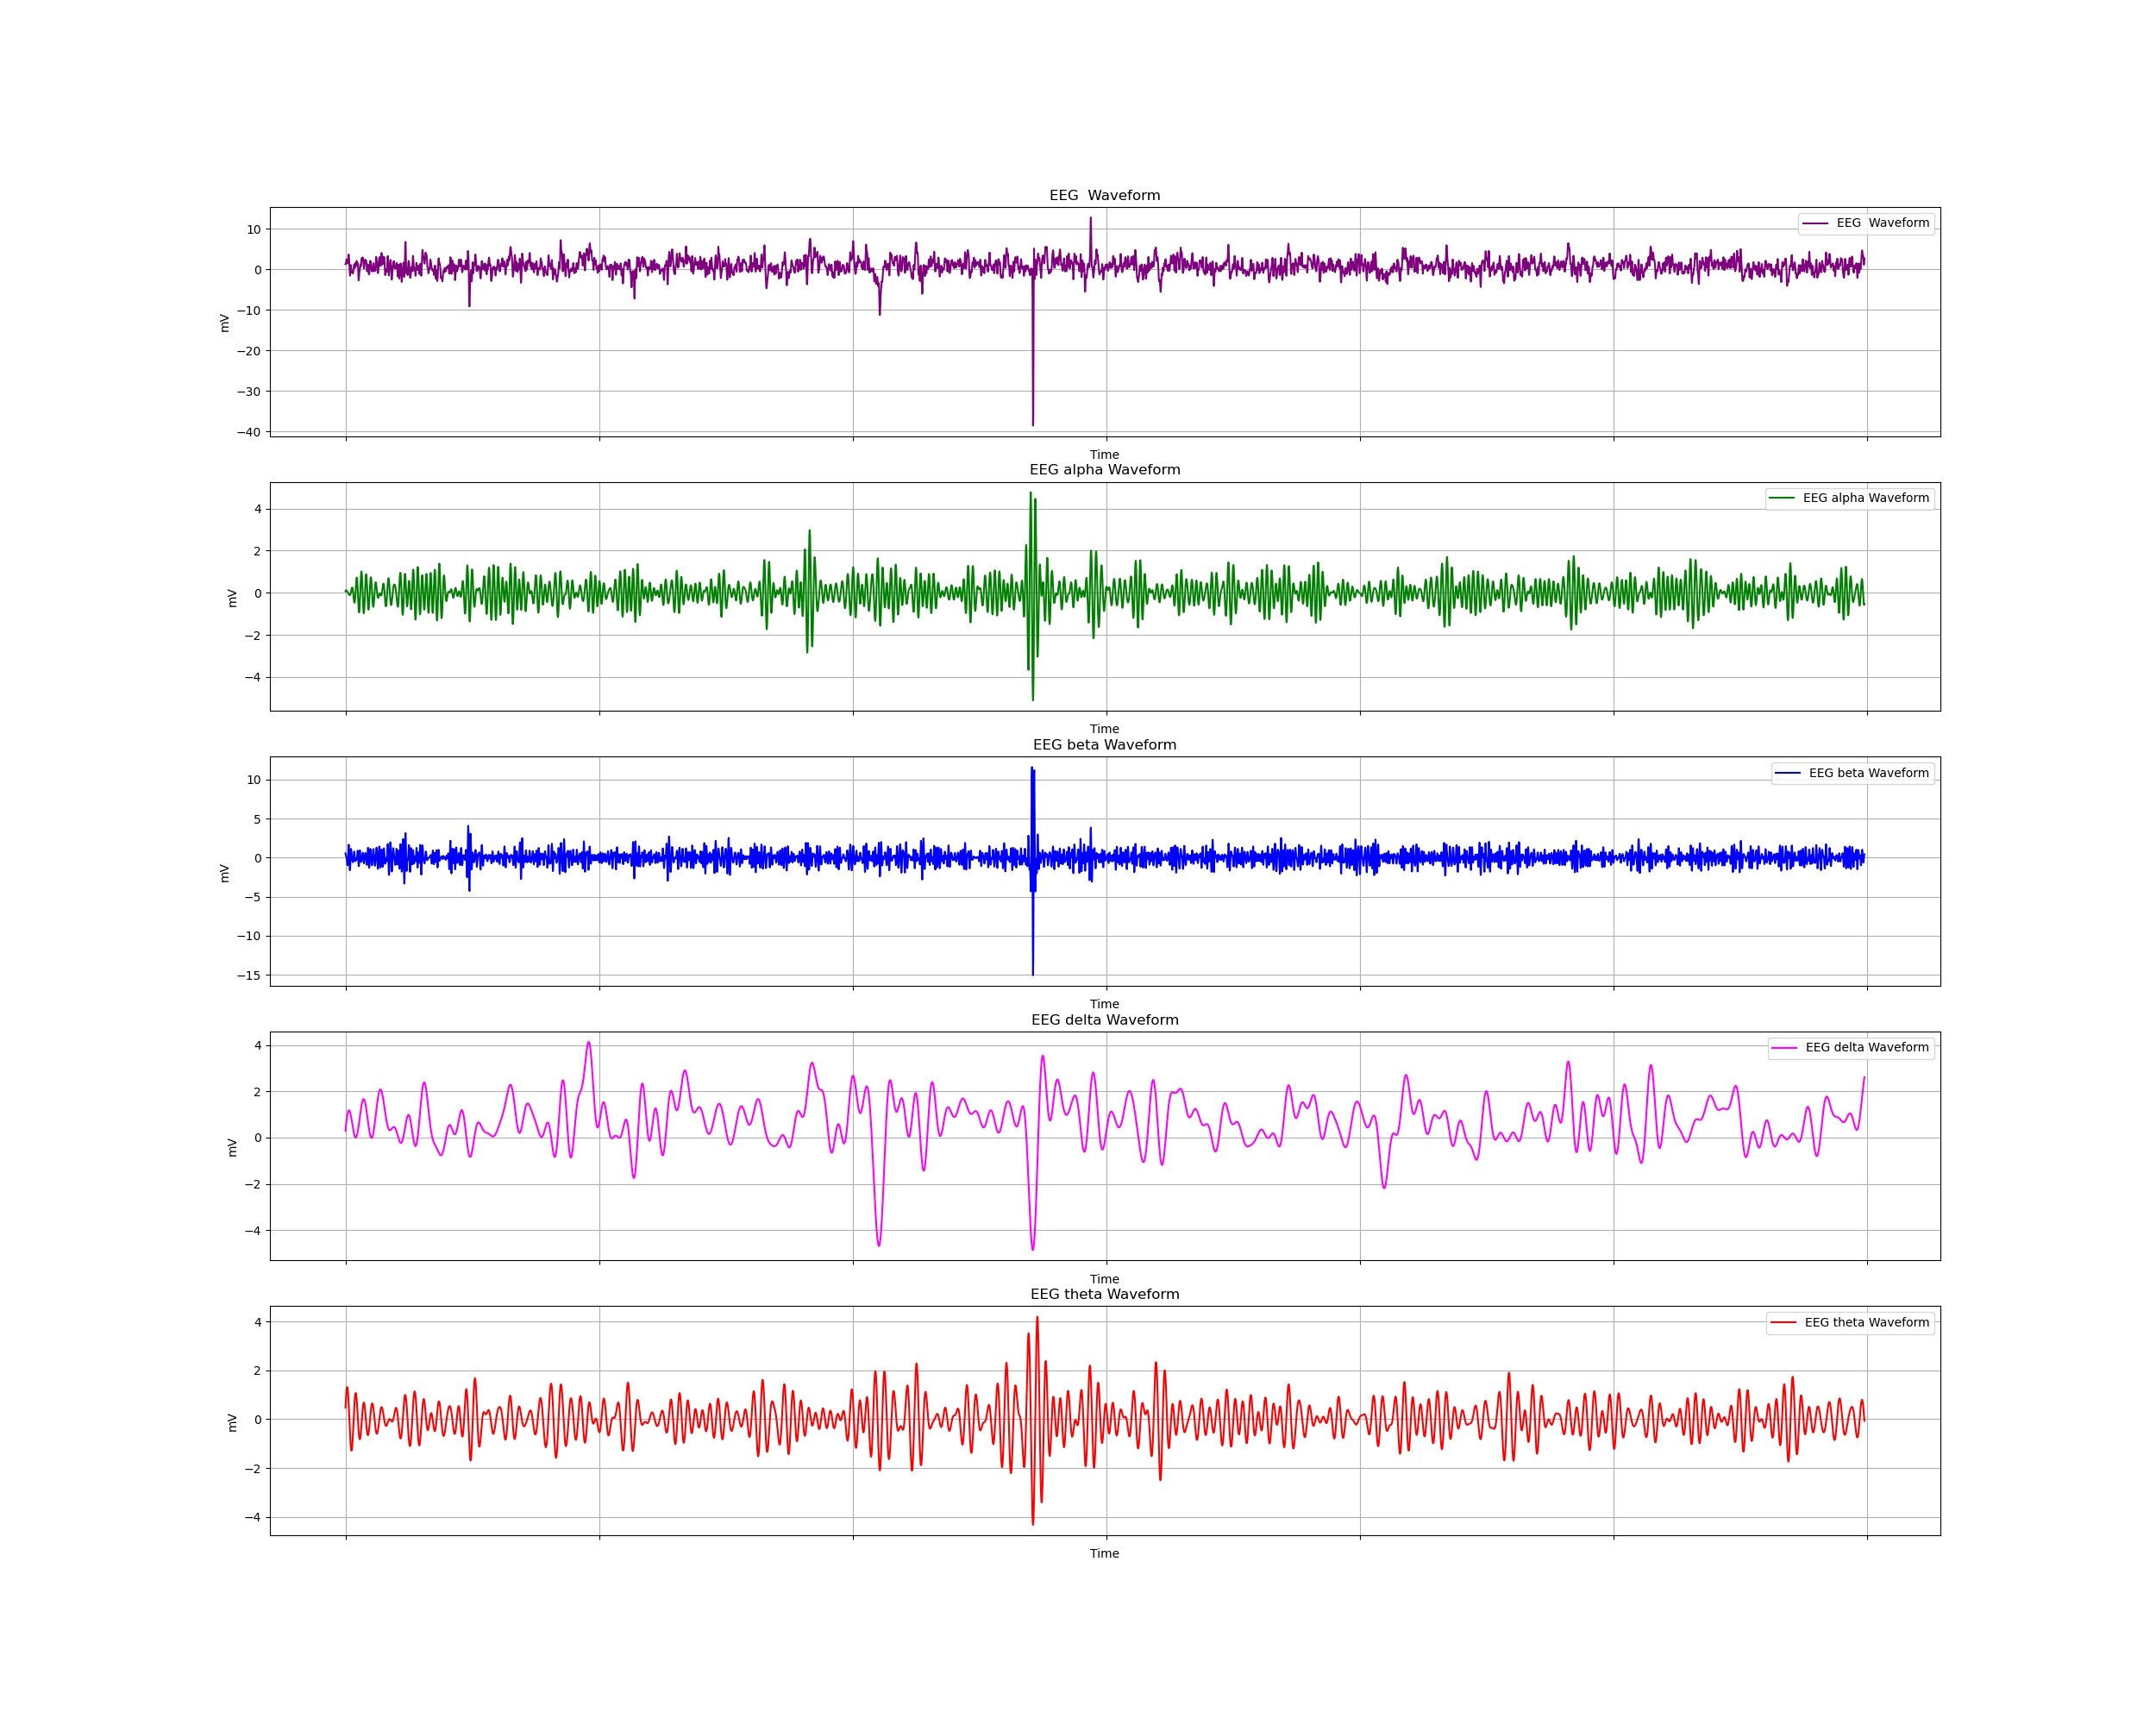 EEG  Waveform
EEG  Waveform
10
0
−10
−20
−30
−40
mV
Time
EEG alpha Waveform
EEG alpha Waveform
4
2
0
−2
−4
mV
Time
EEG beta Waveform
EEG beta Waveform
10
5
0
−5
−10
−15
mV
Time
EEG delta Waveform
EEG delta Waveform
4
2
0
−2
−4
mV
Time
EEG theta Waveform
EEG theta Waveform
4
2
0
−2
−4
mV
Time